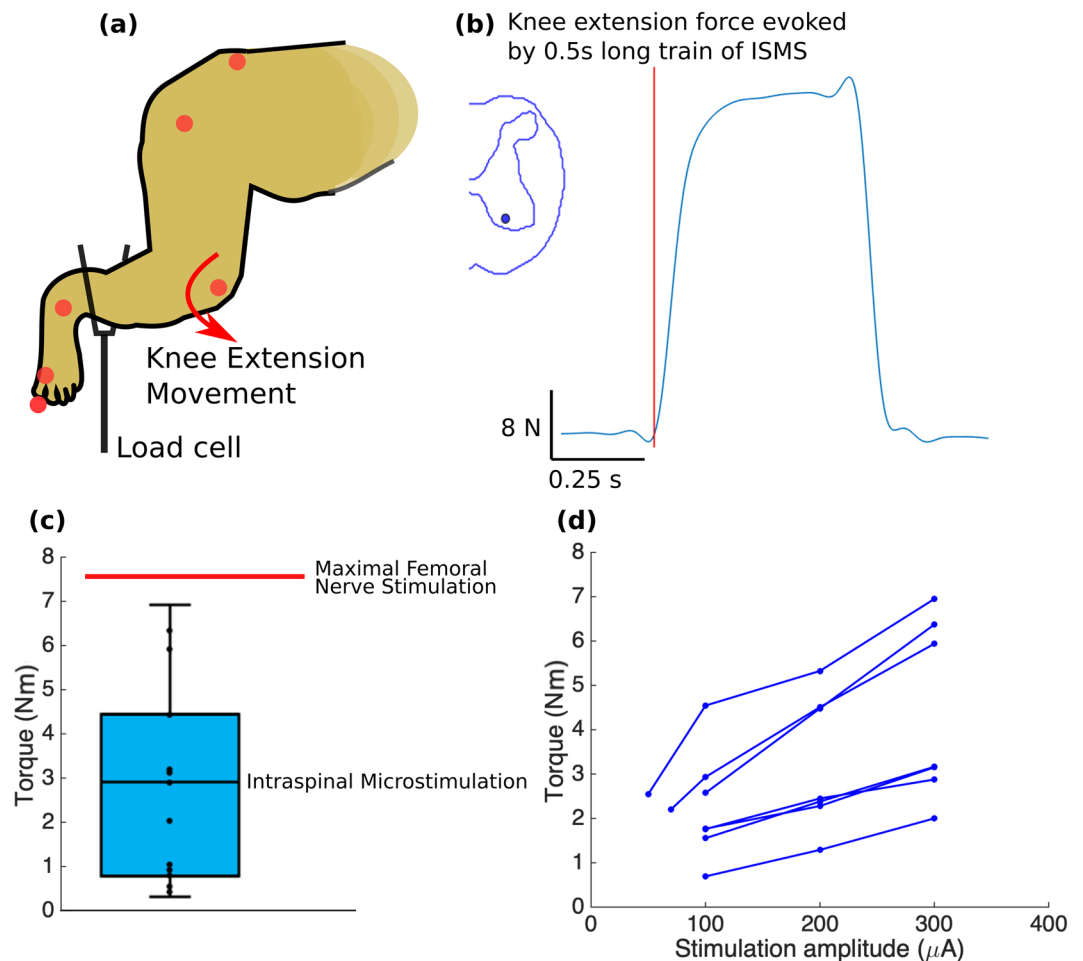 (a)
Knee Extension
Movement
Load cell
(b) Knee extension force evoked
by 0.5s long train of ISMS
8 N
0.25 s
(c)
8
7
6
5
4
3
2
1
0
Torque (Nm)
Maximal Femoral
Nerve Stimulation
Intraspinal Microstimulation
(d)
8
7
6
5
4
3
2
1
0
Torque (Nm)
0 100 200 300 400
Stimulation amplitude (μA)